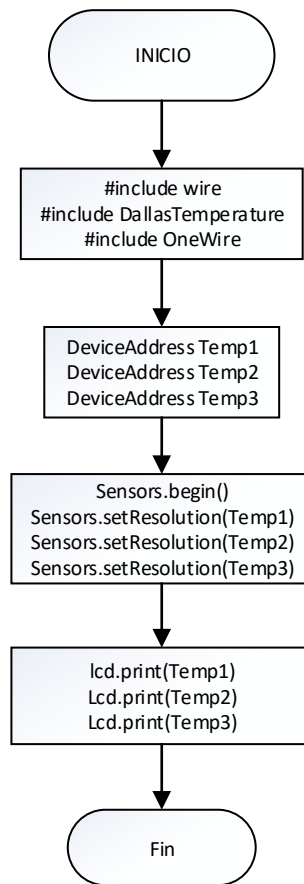 INICIO
#include wire
#include DallasTemperature
#include OneWire
DeviceAddress Temp1
DeviceAddress Temp2
DeviceAddress Temp3
Sensors.begin()
Sensors.setResolution(Temp1)
Sensors.setResolution(Temp2)
Sensors.setResolution(Temp3)
lcd.print(Temp1)
Lcd.print(Temp2)
Lcd.print(Temp3)
Fin